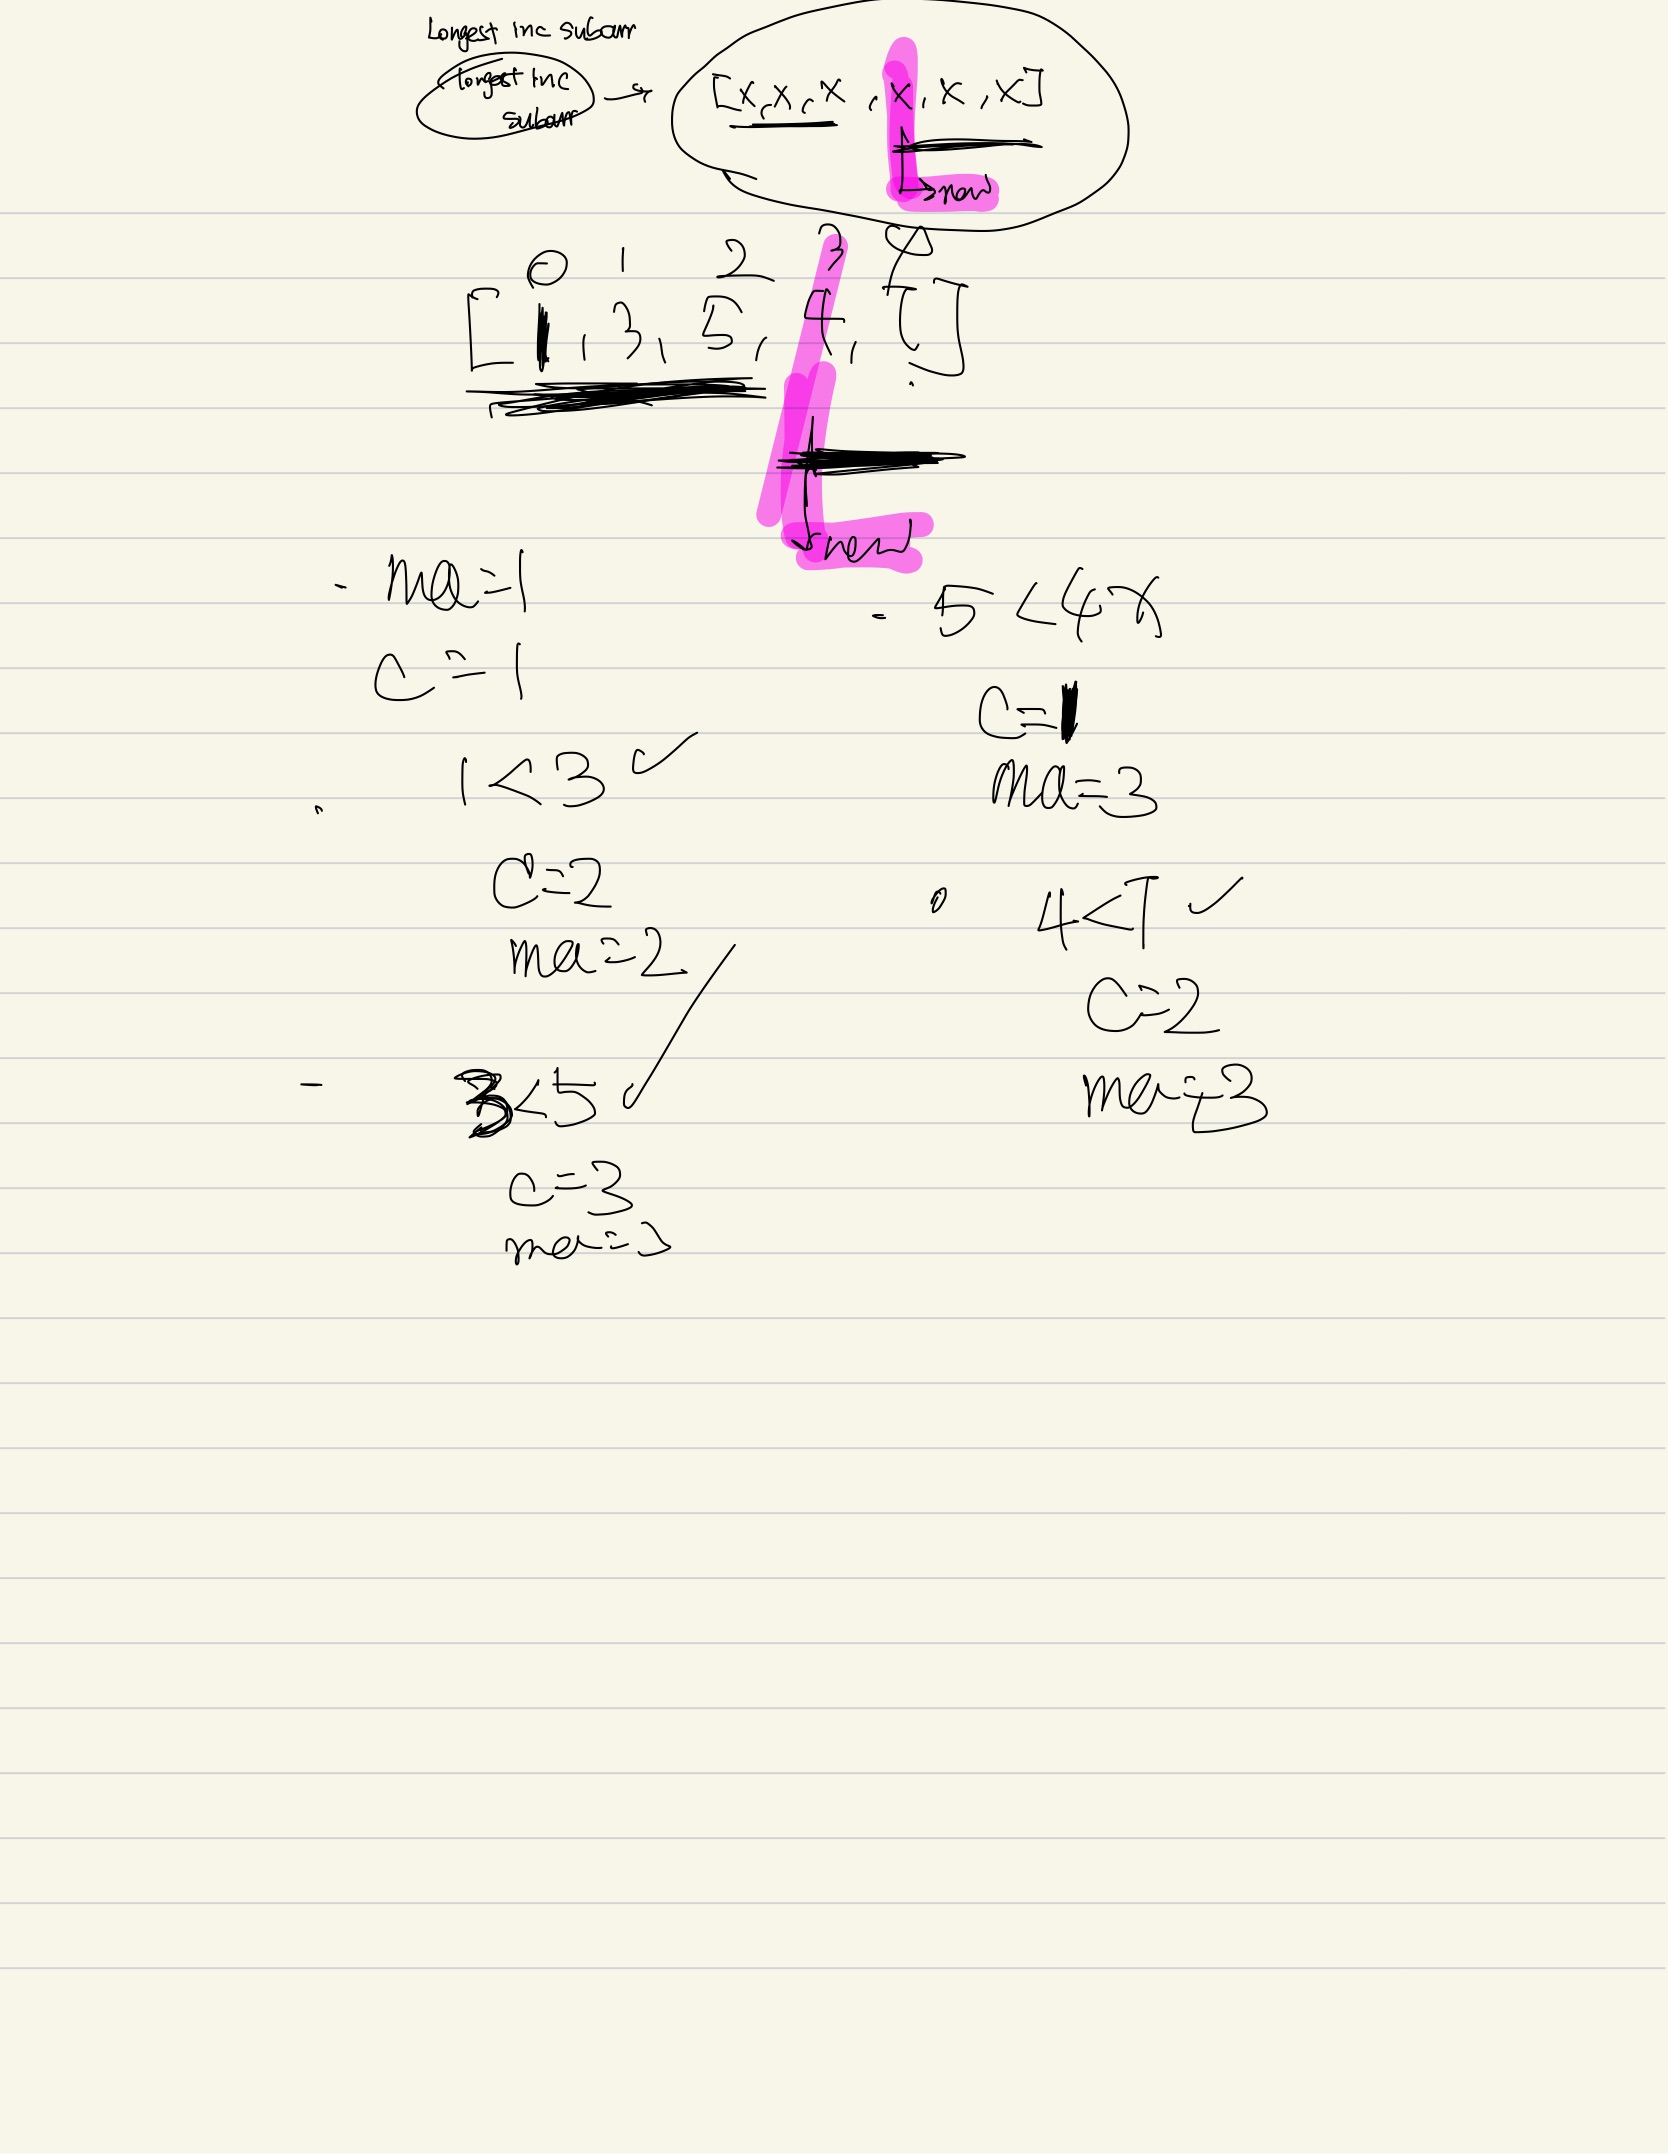 Longest inc subarr
longest inc
subarr
[x, x, x, x, x, x]
new
0 1 2 3 4
[1, 3, 5, 4, 7]
new
- ma=1
c=1
1<3 ✓
c=2
ma=2
- 3<5 ✓
c=3
ma=3
- 5<4 x
c=1
ma=3
4<7 ✓
c=2
ma=3